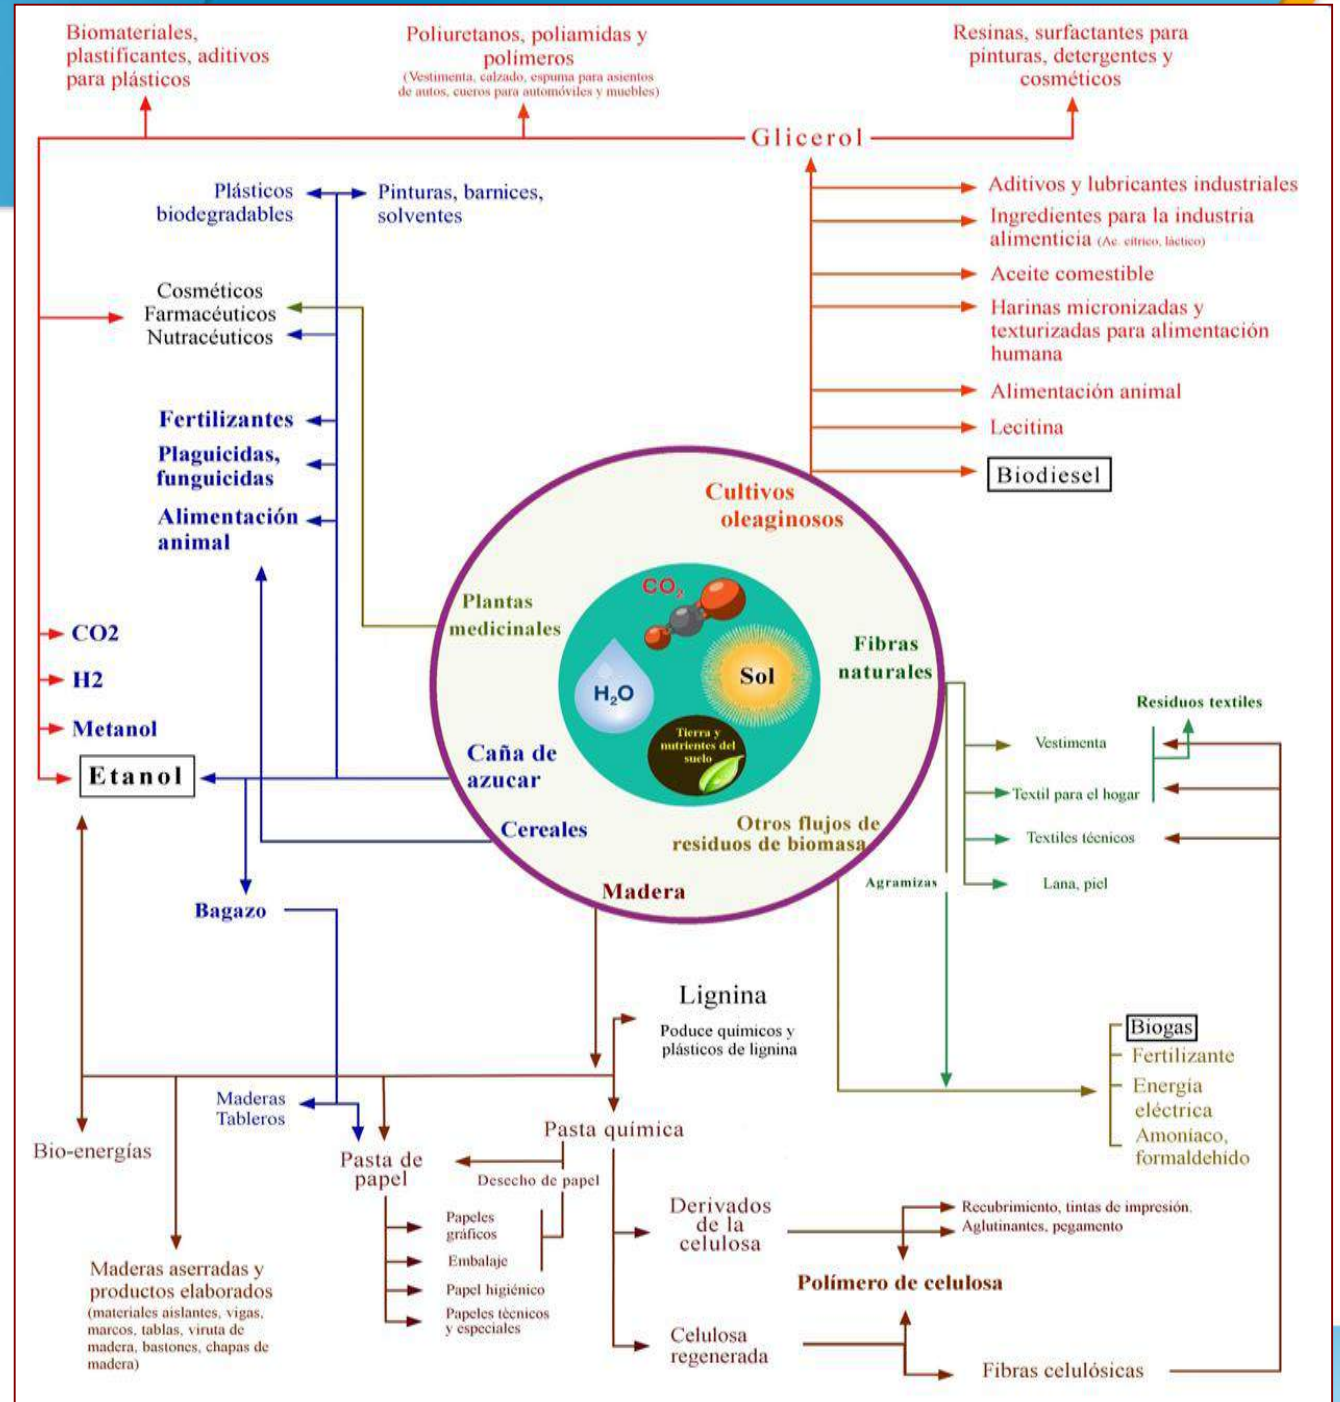 Biomateriales,
plastificantes, aditivos
para plásticos
Poliuretanos, poliamidas y
polímeros
(Vestimenta, calzado, espuma para asientos
de autos, cueros para automóviles y muebles)
Resinas, surfactantes para
pinturas, detergentes y
cosméticos
Glicerol
Plásticos
biodegradables
Pinturas, barnices,
solventes
Aditivos y lubricantes industriales
Ingredientes para la industria
alimenticia (Ac. cítrico, láctico)
Aceite comestible
Harinas micronizadas y
texturizadas para alimentación
humana
Alimentación animal
Lecitina
Biodiesel
Cosméticos
Farmacéuticos
Nutracéuticos
Fertilizantes
Plaguicidas,
funguicidas
Alimentación
animal
CO2
H2
Metanol
Etanol
Bagazo
Cultivos
oleaginosos
Plantas
medicinales
Fibras
naturales
Caña de
azucar
Cereales
Otros flujos de
residuos de biomasa
Madera
CO2
H2O
Sol
Tierra y
nutrientes del
suelo
Residuos textiles
Vestimenta
Textil para el hogar
Textiles técnicos
Lana, piel
Agramizas
Lignina
Poduce químicos y
plásticos de lignina
Biogas
Fertilizante
Energía
eléctrica
Amoníaco,
formaldehido
Maderas
Tableros
Bio-energías
Pasta de
papel
Pasta química
Desecho de papel
Papeles
gráficos
Embalaje
Papel higiénico
Papeles técnicos
y especiales
Maderas aserradas y
productos elaborados
(materiales aislantes, vigas,
marcos, tablas, viruta de
madera, bastones, chapas de
madera)
Derivados
de la
celulosa
Recubrimiento, tintas de impresión.
Aglutinantes, pegamento
Polímero de celulosa
Celulosa
regenerada
Fibras celulósicas